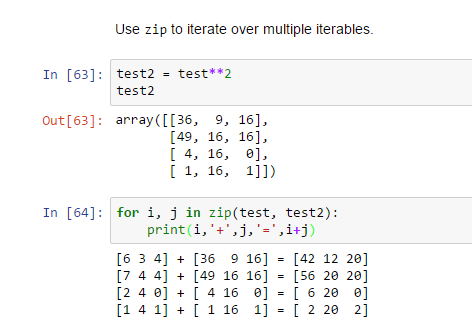 Use zip to iterate over multiple iterables.
In [63]: test2 = test**2
test2
Out[63]: array([[36,  9, 16],
       [49, 16, 16],
       [ 4, 16,  0],
       [ 1, 16,  1]])
In [64]: for i, j in zip(test, test2):
    print(i,'+',j,'=',i+j)
[6 3 4] + [36  9 16] = [42 12 20]
[7 4 4] + [49 16 16] = [56 20 20]
[2 4 0] + [ 4 16  0] = [ 6 20  0]
[1 4 1] + [ 1 16  1] = [ 2 20  2]